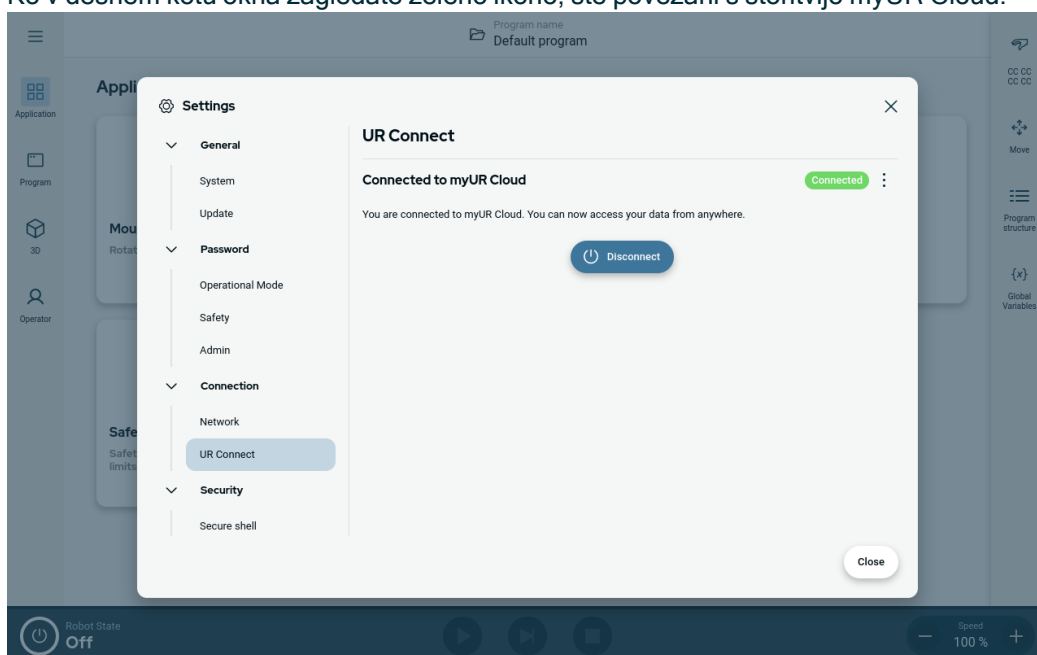 Ko v desnem kotu okna zagledate zeleno ikono, ste povezani s storitvijo myUR Cloud.
Program name
Default program
CC CC
CC CC
Application
Move
Program
Program
structure
3D
{x}
Global
Variables
Operator
Appli
Mou
Rotat
Safe
Safet
limits
Settings
General
System
Update
Password
Operational Mode
Safety
Admin
Connection
Network
UR Connect
Security
Secure shell
UR Connect
Connected to myUR Cloud
Connected
You are connected to myUR Cloud. You can now access your data from anywhere.
Disconnect
Close
Robot State
Off
Speed
100 %